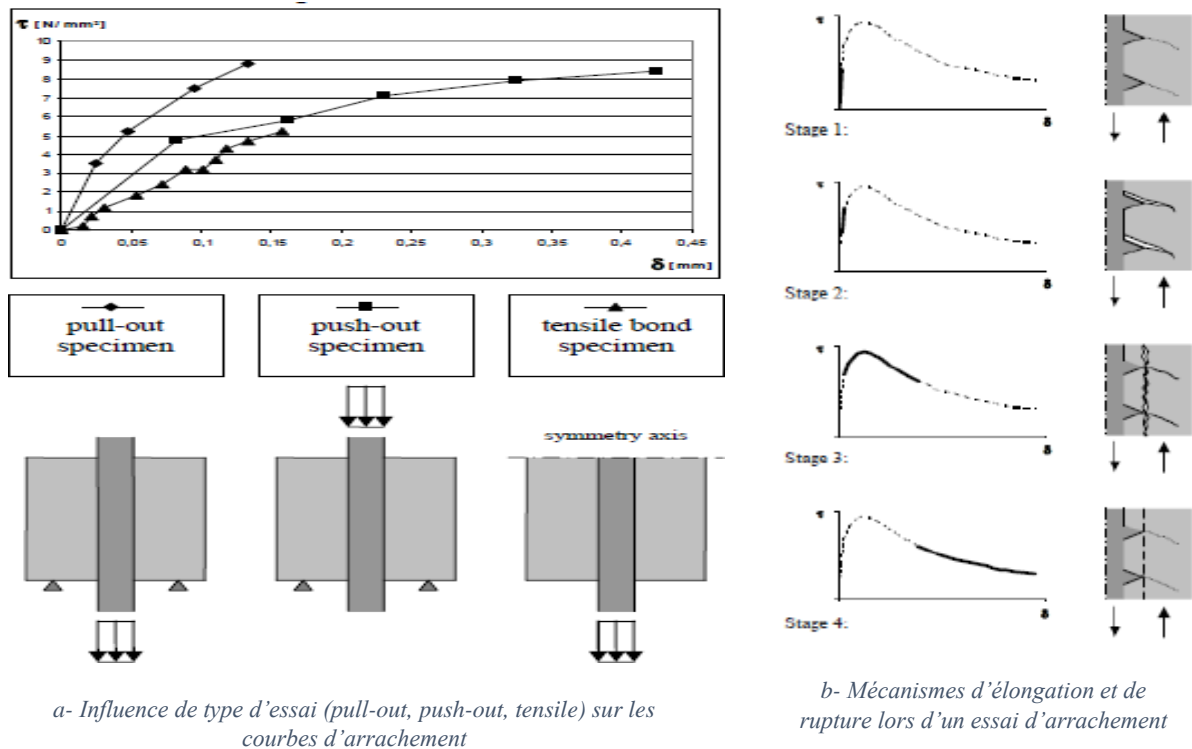 τ [N/mm²]
10
9
8
7
6
5
4
3
2
1
0
0 0,05 0,1 0,15 0,2 0,25 0,3 0,35 0,4 0,45
δ [mm]
pull-out
specimen
push-out
specimen
tensile bond
specimen
symmetry axis
a- Influence de type d'essai (pull-out, push-out, tensile) sur les
courbes d'arrachement
τ
δ
Stage 1:
τ
δ
Stage 2:
τ
δ
Stage 3:
τ
δ
Stage 4:
b- Mécanismes d'élongation et de
rupture lors d'un essai d'arrachement